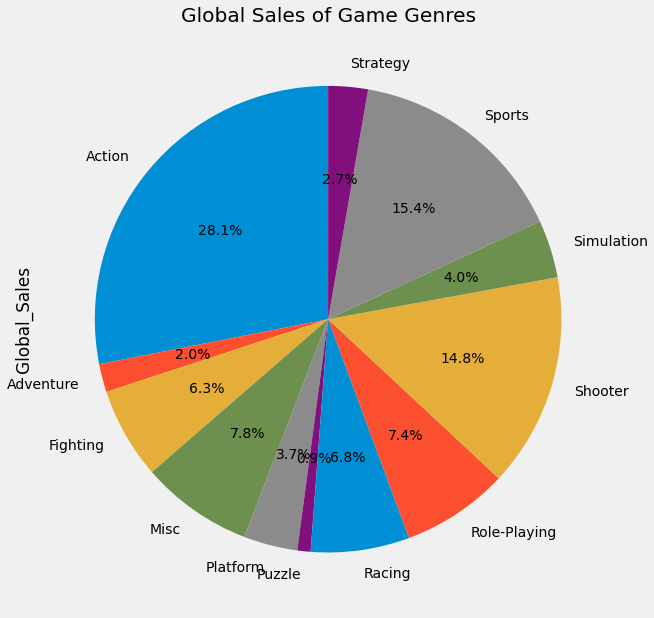 Global Sales of Game Genres
Strategy
Sports
Action
2.7%
15.4%
28.1%
Simulation
4.0%
Global_Sales
14.8%
2.0%
Adventure
6.3%
Shooter
7.8%
7.4%
Fighting
3.7%
0.9%
6.8%
Misc
Role-Playing
Platform
Puzzle
Racing